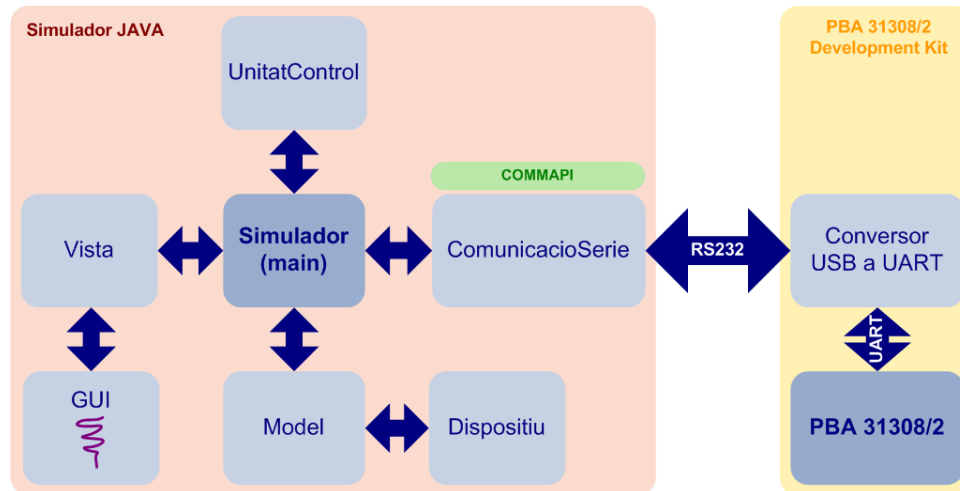 Simulador JAVA
PBA 31308/2
Development Kit
UnitatControl
COMMAPI
Vista
Simulador
(main)
ComunicacioSerie
RS232
Conversor
USB a UART
UART
GUI
Model
Dispositiu
PBA 31308/2